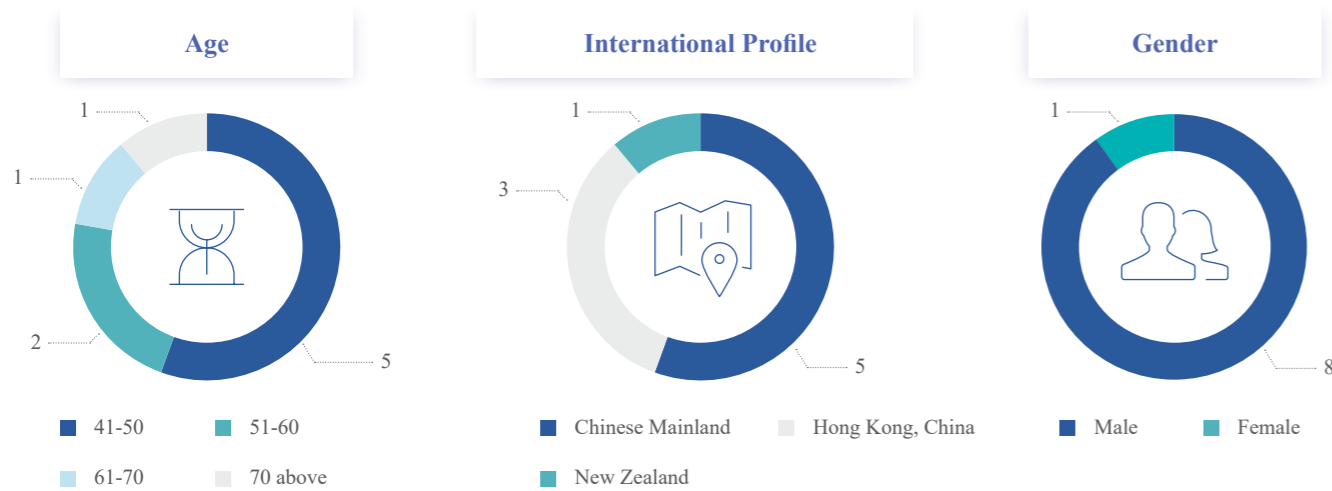 Age
1
1
2
5
41-50
51-60
61-70
70 above
International Profile
1
3
5
Chinese Mainland
Hong Kong, China
New Zealand
Gender
1
8
Male
Female